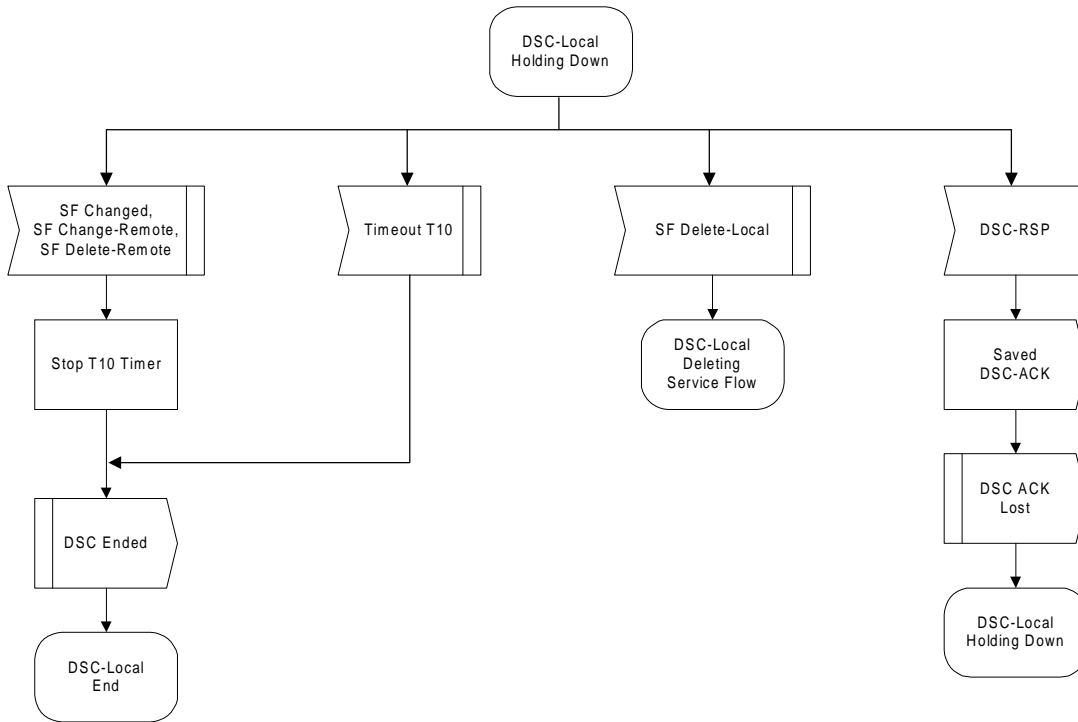 DSC-Local
Holding Down
SF Changed,
SF Change-Remote,
SF Delete-Remote
Timeout T10
SF Delete-Local
DSC-RSP
Stop T10 Timer
DSC-Local
Deleting
Service Flow
Saved
DSC-ACK
DSC Ended
DSC ACK
Lost
DSC-Local
End
DSC-Local
Holding Down